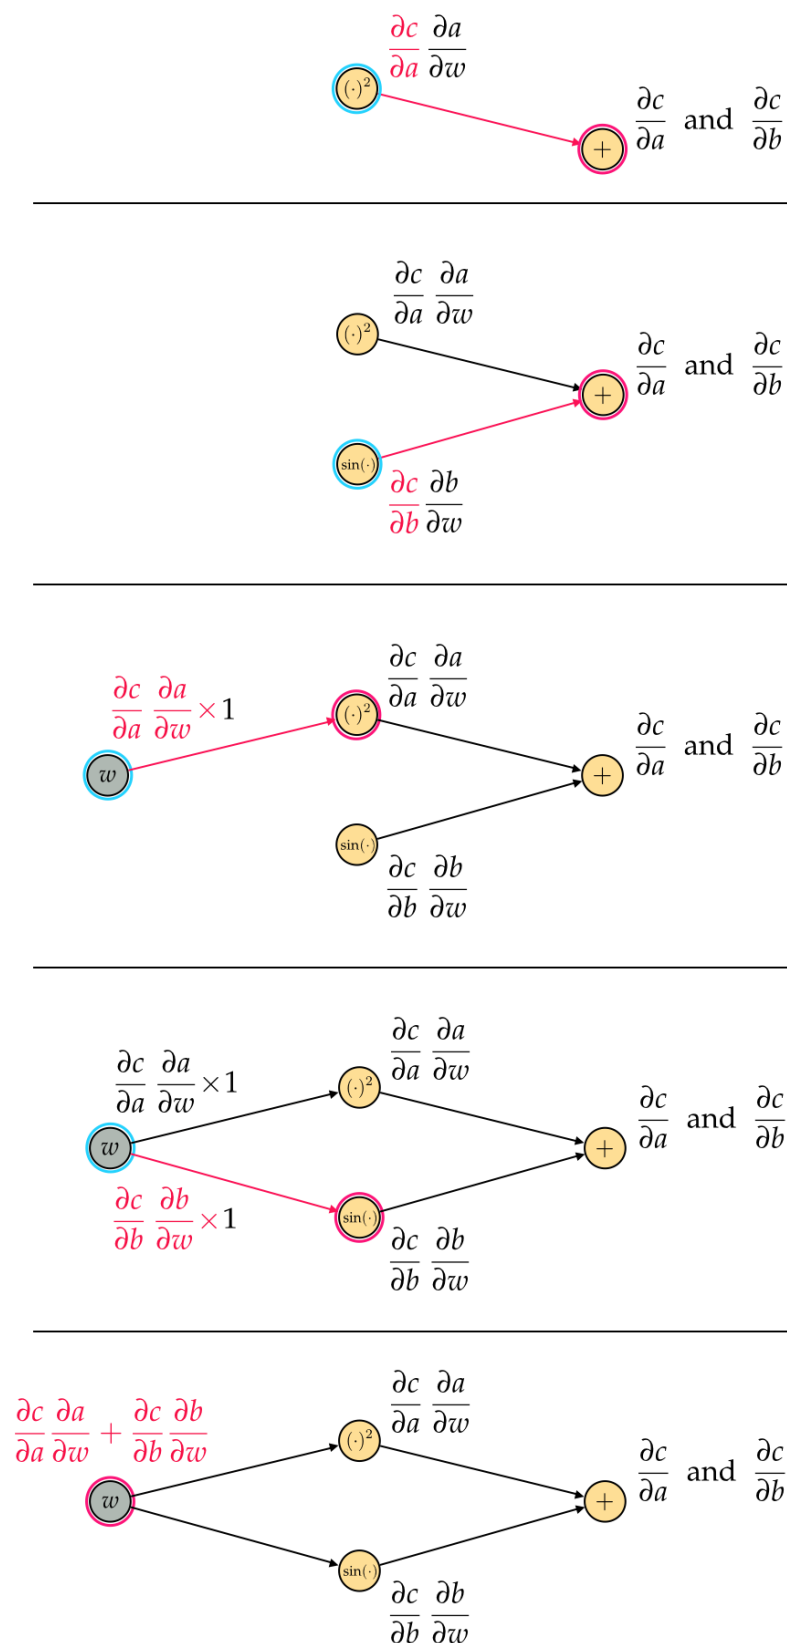 ∂c/∂a ∂a/∂w
(·)²
+
∂c/∂a and ∂c/∂b
∂c/∂a ∂a/∂w
(·)²
+
∂c/∂a and ∂c/∂b
sin(·)
∂c/∂b ∂b/∂w
∂c/∂a ∂a/∂w
∂c/∂a ∂a/∂w ×1
(·)²
w
+
∂c/∂a and ∂c/∂b
sin(·)
∂c/∂b ∂b/∂w
∂c/∂a ∂a/∂w
∂c/∂a ∂a/∂w ×1
(·)²
w
+
∂c/∂a and ∂c/∂b
∂c/∂b ∂b/∂w ×1
sin(·)
∂c/∂b ∂b/∂w
∂c/∂a ∂a/∂w
∂c/∂a ∂a/∂w + ∂c/∂b ∂b/∂w
(·)²
w
+
∂c/∂a and ∂c/∂b
sin(·)
∂c/∂b ∂b/∂w